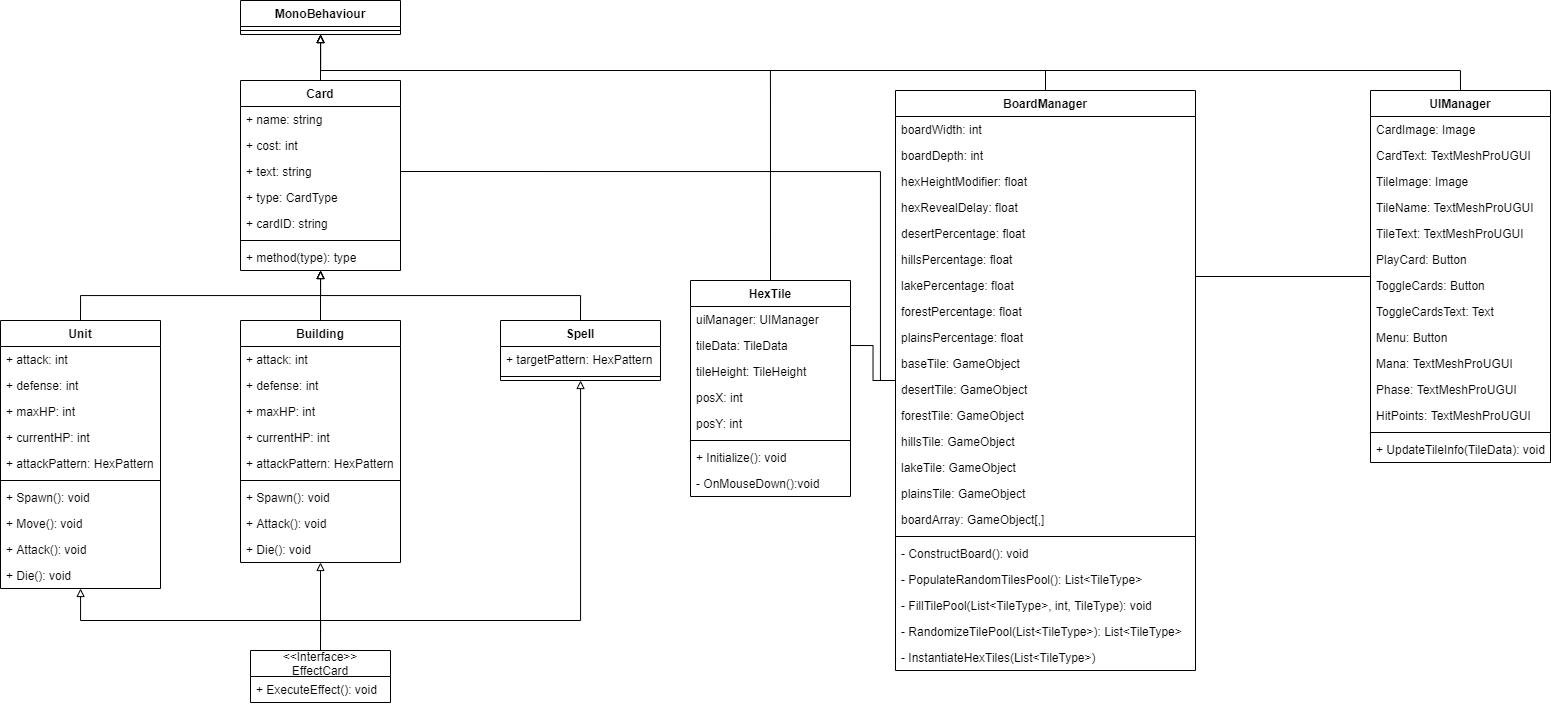 MonoBehaviour
Card
+ name: string
+ cost: int
+ text: string
+ type: CardType
+ cardID: string
+ method(type): type
Unit
+ attack: int
+ defense: int
+ maxHP: int
+ currentHP: int
+ attackPattern: HexPattern
+ Spawn(): void
+ Move(): void
+ Attack(): void
+ Die(): void
Building
+ attack: int
+ defense: int
+ maxHP: int
+ currentHP: int
+ attackPattern: HexPattern
+ Spawn(): void
+ Attack(): void
+ Die(): void
Spell
+ targetPattern: HexPattern
<<Interface>>
EffectCard
+ ExecuteEffect(): void
HexTile
uiManager: UIManager
tileData: TileData
tileHeight: TileHeight
posX: int
posY: int
+ Initialize(): void
- OnMouseDown():void
BoardManager
boardWidth: int
boardDepth: int
hexHeightModifier: float
hexRevealDelay: float
desertPercentage: float
hillsPercentage: float
lakePercentage: float
forestPercentage: float
plainsPercentage: float
baseTile: GameObject
desertTile: GameObject
forestTile: GameObject
hillsTile: GameObject
lakeTile: GameObject
plainsTile: GameObject
boardArray: GameObject[,]
- ConstructBoard(): void
- PopulateRandomTilesPool(): List<TileType>
- FillTilePool(List<TileType>, int, TileType): void
- RandomizeTilePool(List<TileType>): List<TileType>
- InstantiateHexTiles(List<TileType>)
UIManager
CardImage: Image
CardText: TextMeshProUGUI
TileImage: Image
TileName: TextMeshProUGUI
TileText: TextMeshProUGUI
PlayCard: Button
ToggleCards: Button
ToggleCardsText: Text
Menu: Button
Mana: TextMeshProUGUI
Phase: TextMeshProUGUI
HitPoints: TextMeshProUGUI
+ UpdateTileInfo(TileData): void